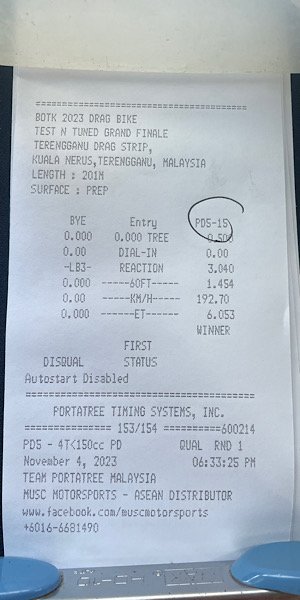 ============================================
BOTK 2023 DRAG BIKE
TEST N TUNED GRAND FINALE
TERENGGANU DRAG STRIP,
KUALA NERUS,TERENGGANU, MALAYSIA
LENGTH : 201M
SURFACE : PREP
BYE Entry PD5-15
0.000 0.000 TREE 0.500
0.00 DIAL-IN 0.00
-LB3- REACTION 3.040
0.000 ------60FT------ 1.454
0.00 ------KM/H------ 192.70
0.000 -------ET------- 6.053
WINNER
FIRST
DISQUAL STATUS
Autostart Disabled
============================================
PORTATREE TIMING SYSTEMS, INC.
=============== 153/154 ==========600214
PD5 - 4T<150cc PD QUAL RND 1
November 4, 2023 06:33:25 PM
TEAM PORTATREE MALAYSIA
MUSC MOTORSPORTS - ASEAN DISTRIBUTOR
www.facebook.com/muscmotorsports
+6016-6681490